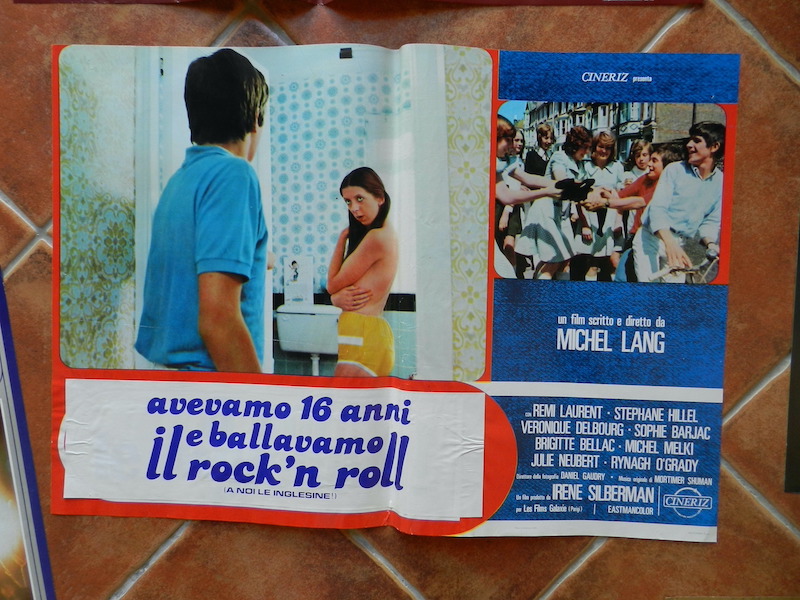 CINERIZ presenta
un film scritto e diretto da
MICHEL LANG
avevamo 16 anni
e ballavamo
il rock'n roll
(A NOI LE INGLESINE!)
con REMI LAURENT · STEPHANE HILLEL
VERONIQUE DELBOURG · SOPHIE BARJAC
BRIGITTE BELLAC · MICHEL MELKI
JULIE NEUBERT · RYNAGH O'GRADY
Direttore della fotografia DANIEL GAUDRY · Musica originale di MORTIMER SHUMAN
Un film prodotto da IRENE SILBERMAN
per Les Films Galaxie (Parigi) EASTMANCOLOR
CINERIZ